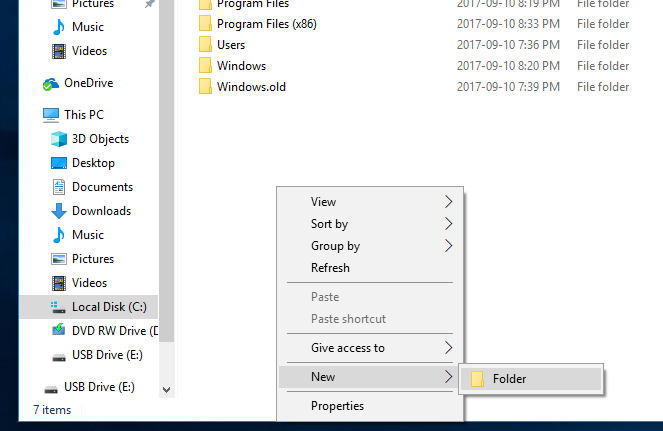 Pictures
Music
Videos
OneDrive
This PC
3D Objects
Desktop
Documents
Downloads
Music
Pictures
Videos
Local Disk (C:)
DVD RW Drive (D
USB Drive (E:)
USB Drive (E:)
7 items
Program Files 2017-09-10 8:19 PM File folder
Program Files (x86) 2017-09-10 8:33 PM File folder
Users 2017-09-10 7:36 PM File folder
Windows 2017-09-10 8:20 PM File folder
Windows.old 2017-09-10 7:39 PM File folder
View
Sort by
Group by
Refresh
Paste
Paste shortcut
Give access to
New
Properties
Folder